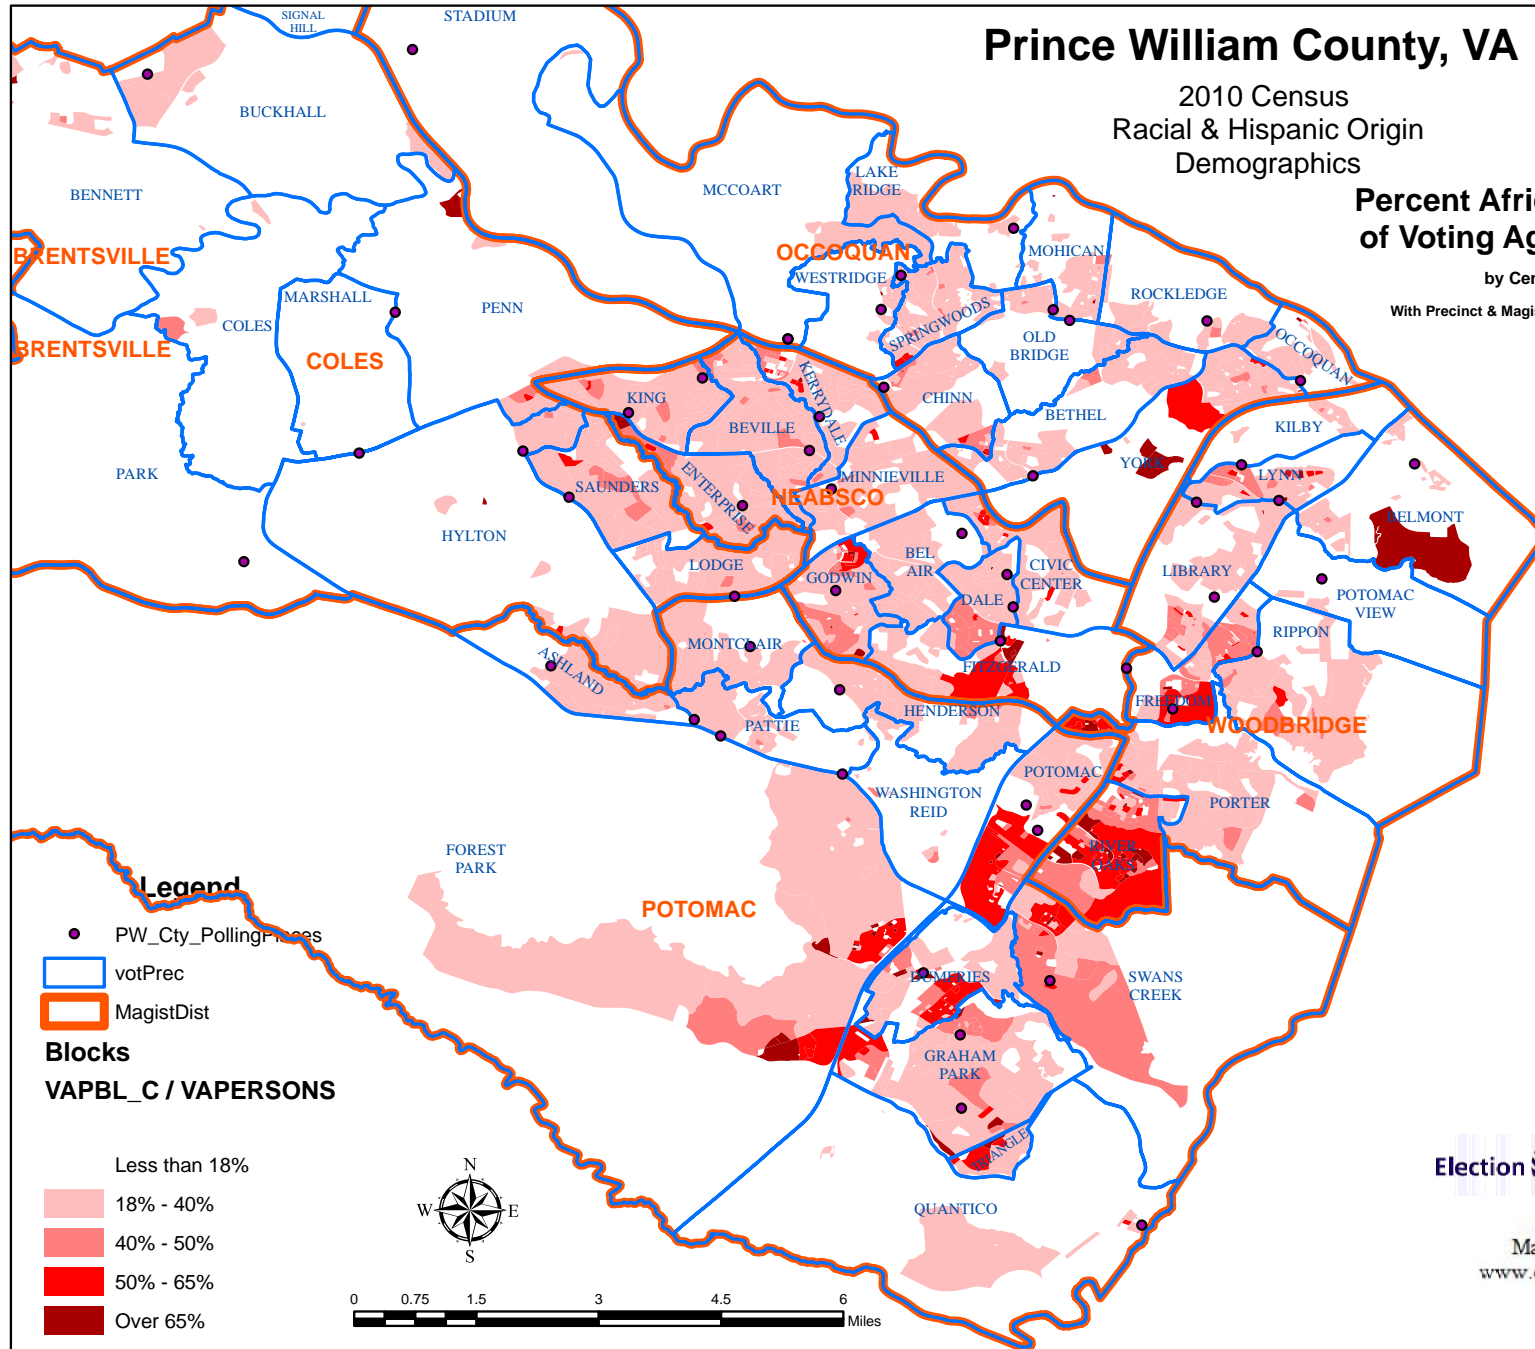 Prince William County, VA
2010 Census
Racial & Hispanic Origin
Demographics
Percent Afri
of Voting Ag
by Cen
With Precinct & Magis
SIGNAL
HILL
STADIUM
BUCKHALL
BENNETT
MCCOART
LAKE
RIDGE
MOHICAN
BRENTSVILLE
OCCOQUAN
WESTRIDGE
MARSHALL
COLES
PENN
ROCKLEDGE
SPRINGWOODS
OLD
BRIDGE
OCCOQUAN
BRENTSVILLE
COLES
KERRYDALE
KING
CHINN
BETHEL
BEVILLE
KILBY
PARK
SAUNDERS
ENTERPRISE
MINNIEVILLE
NEABSCO
YORK
LYNN
BELMONT
HYLTON
LODGE
GODWIN
BEL
AIR
CIVIC
CENTER
DALE
LIBRARY
POTOMAC
VIEW
RIPPON
MONTCLAIR
ASHLAND
FITZGERALD
FREEDOM
HENDERSON
PATTIE
WOODBRIDGE
POTOMAC
WASHINGTON
REID
PORTER
FOREST
PARK
RIVER
OAKS
POTOMAC
DUMFRIES
SWANS
CREEK
GRAHAM
PARK
TRIANGLE
QUANTICO
Legend
PW_Cty_PollingPlaces
votPrec
MagistDist
Blocks
VAPBL_C / VAPERSONS
Less than 18%
18% - 40%
40% - 50%
50% - 65%
Over 65%
N
W E
S
0 0.75 1.5 3 4.5 6
Miles
Election
Ma
www.